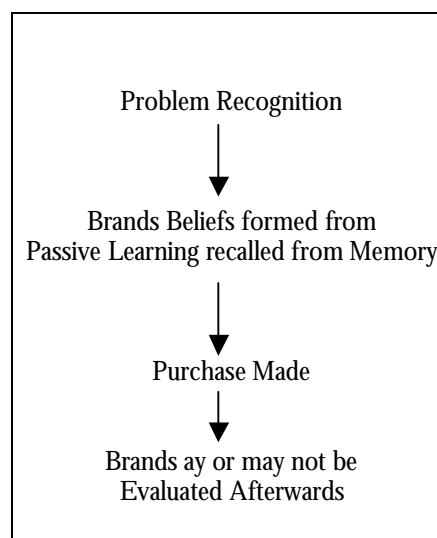 Problem Recognition
Brands Beliefs formed from
Passive Learning recalled from Memory
Purchase Made
Brands ay or may not be
Evaluated Afterwards